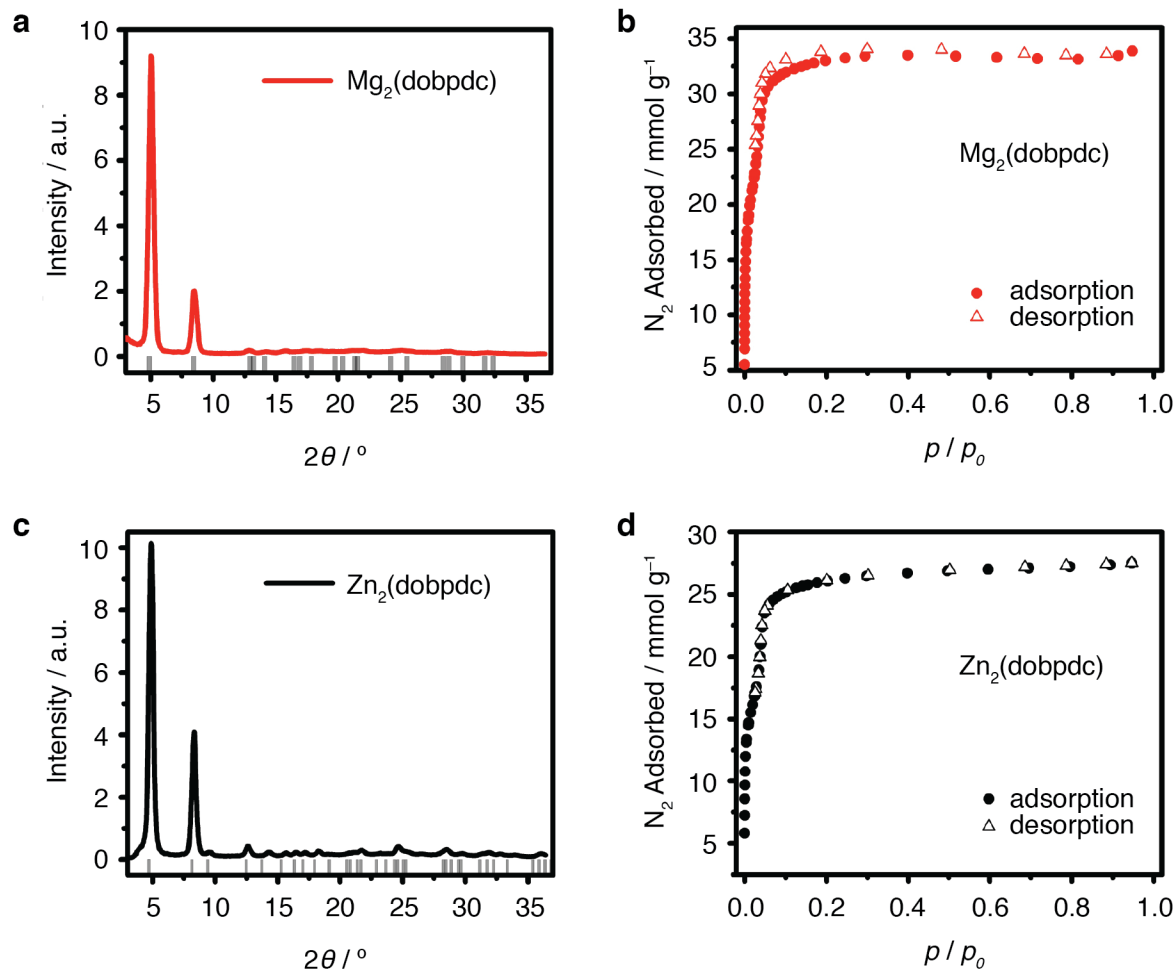 a
10
8
6
4
2
0
Intensity / a.u.
Mg₂(dobpdc)
5 10 15 20 25 30 35
2θ / º
b
35
30
25
20
15
10
5
N₂ Adsorbed / mmol g⁻¹
Mg₂(dobpdc)
adsorption
desorption
0.0 0.2 0.4 0.6 0.8 1.0
p / p₀
c
10
8
6
4
2
0
Intensity / a.u.
Zn₂(dobpdc)
5 10 15 20 25 30 35
2θ / º
d
30
25
20
15
10
5
N₂ Adsorbed / mmol g⁻¹
Zn₂(dobpdc)
adsorption
desorption
0.0 0.2 0.4 0.6 0.8 1.0
p / p₀